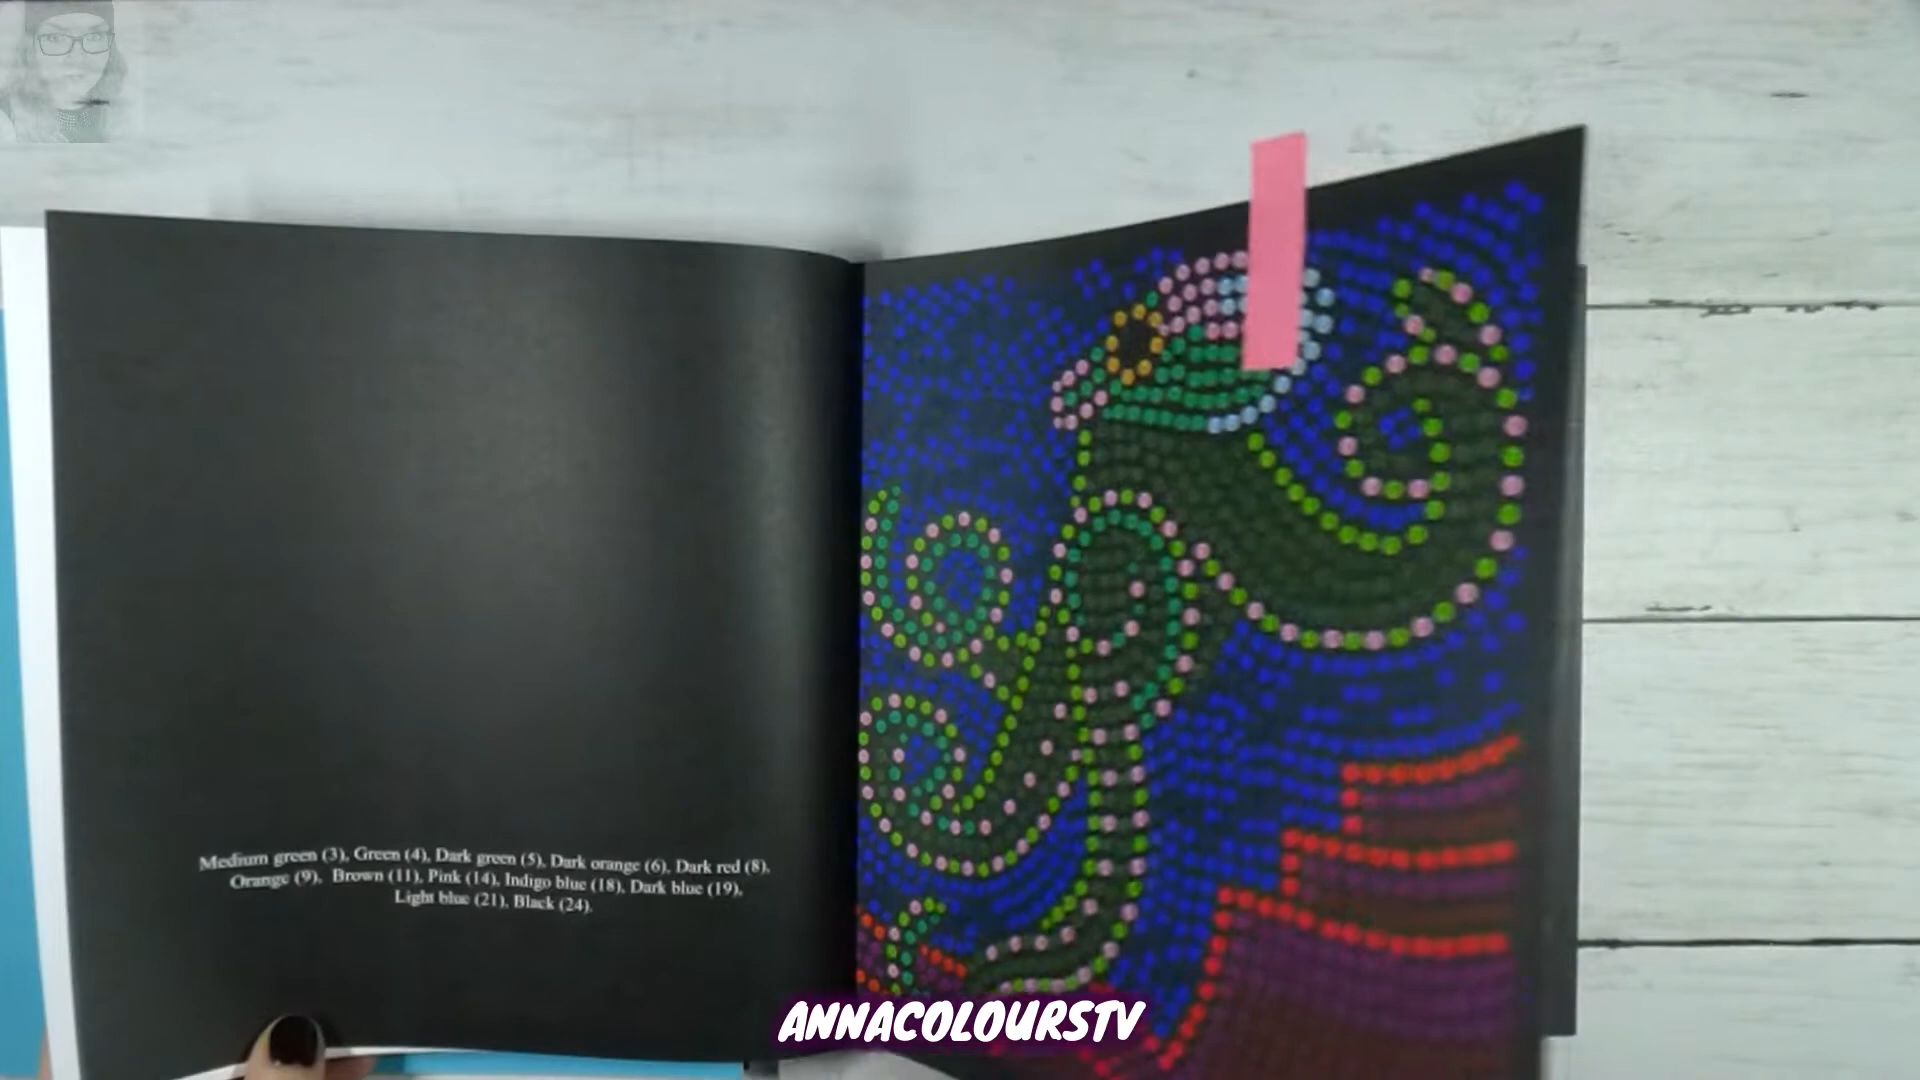 Medium green (3), Green (4), Dark green (5), Dark orange (6), Dark red (8),
Orange (9), Brown (11), Pink (14), Indigo blue (18), Dark blue (19),
Light blue (21), Black (24).
ANNACOLOURSTV